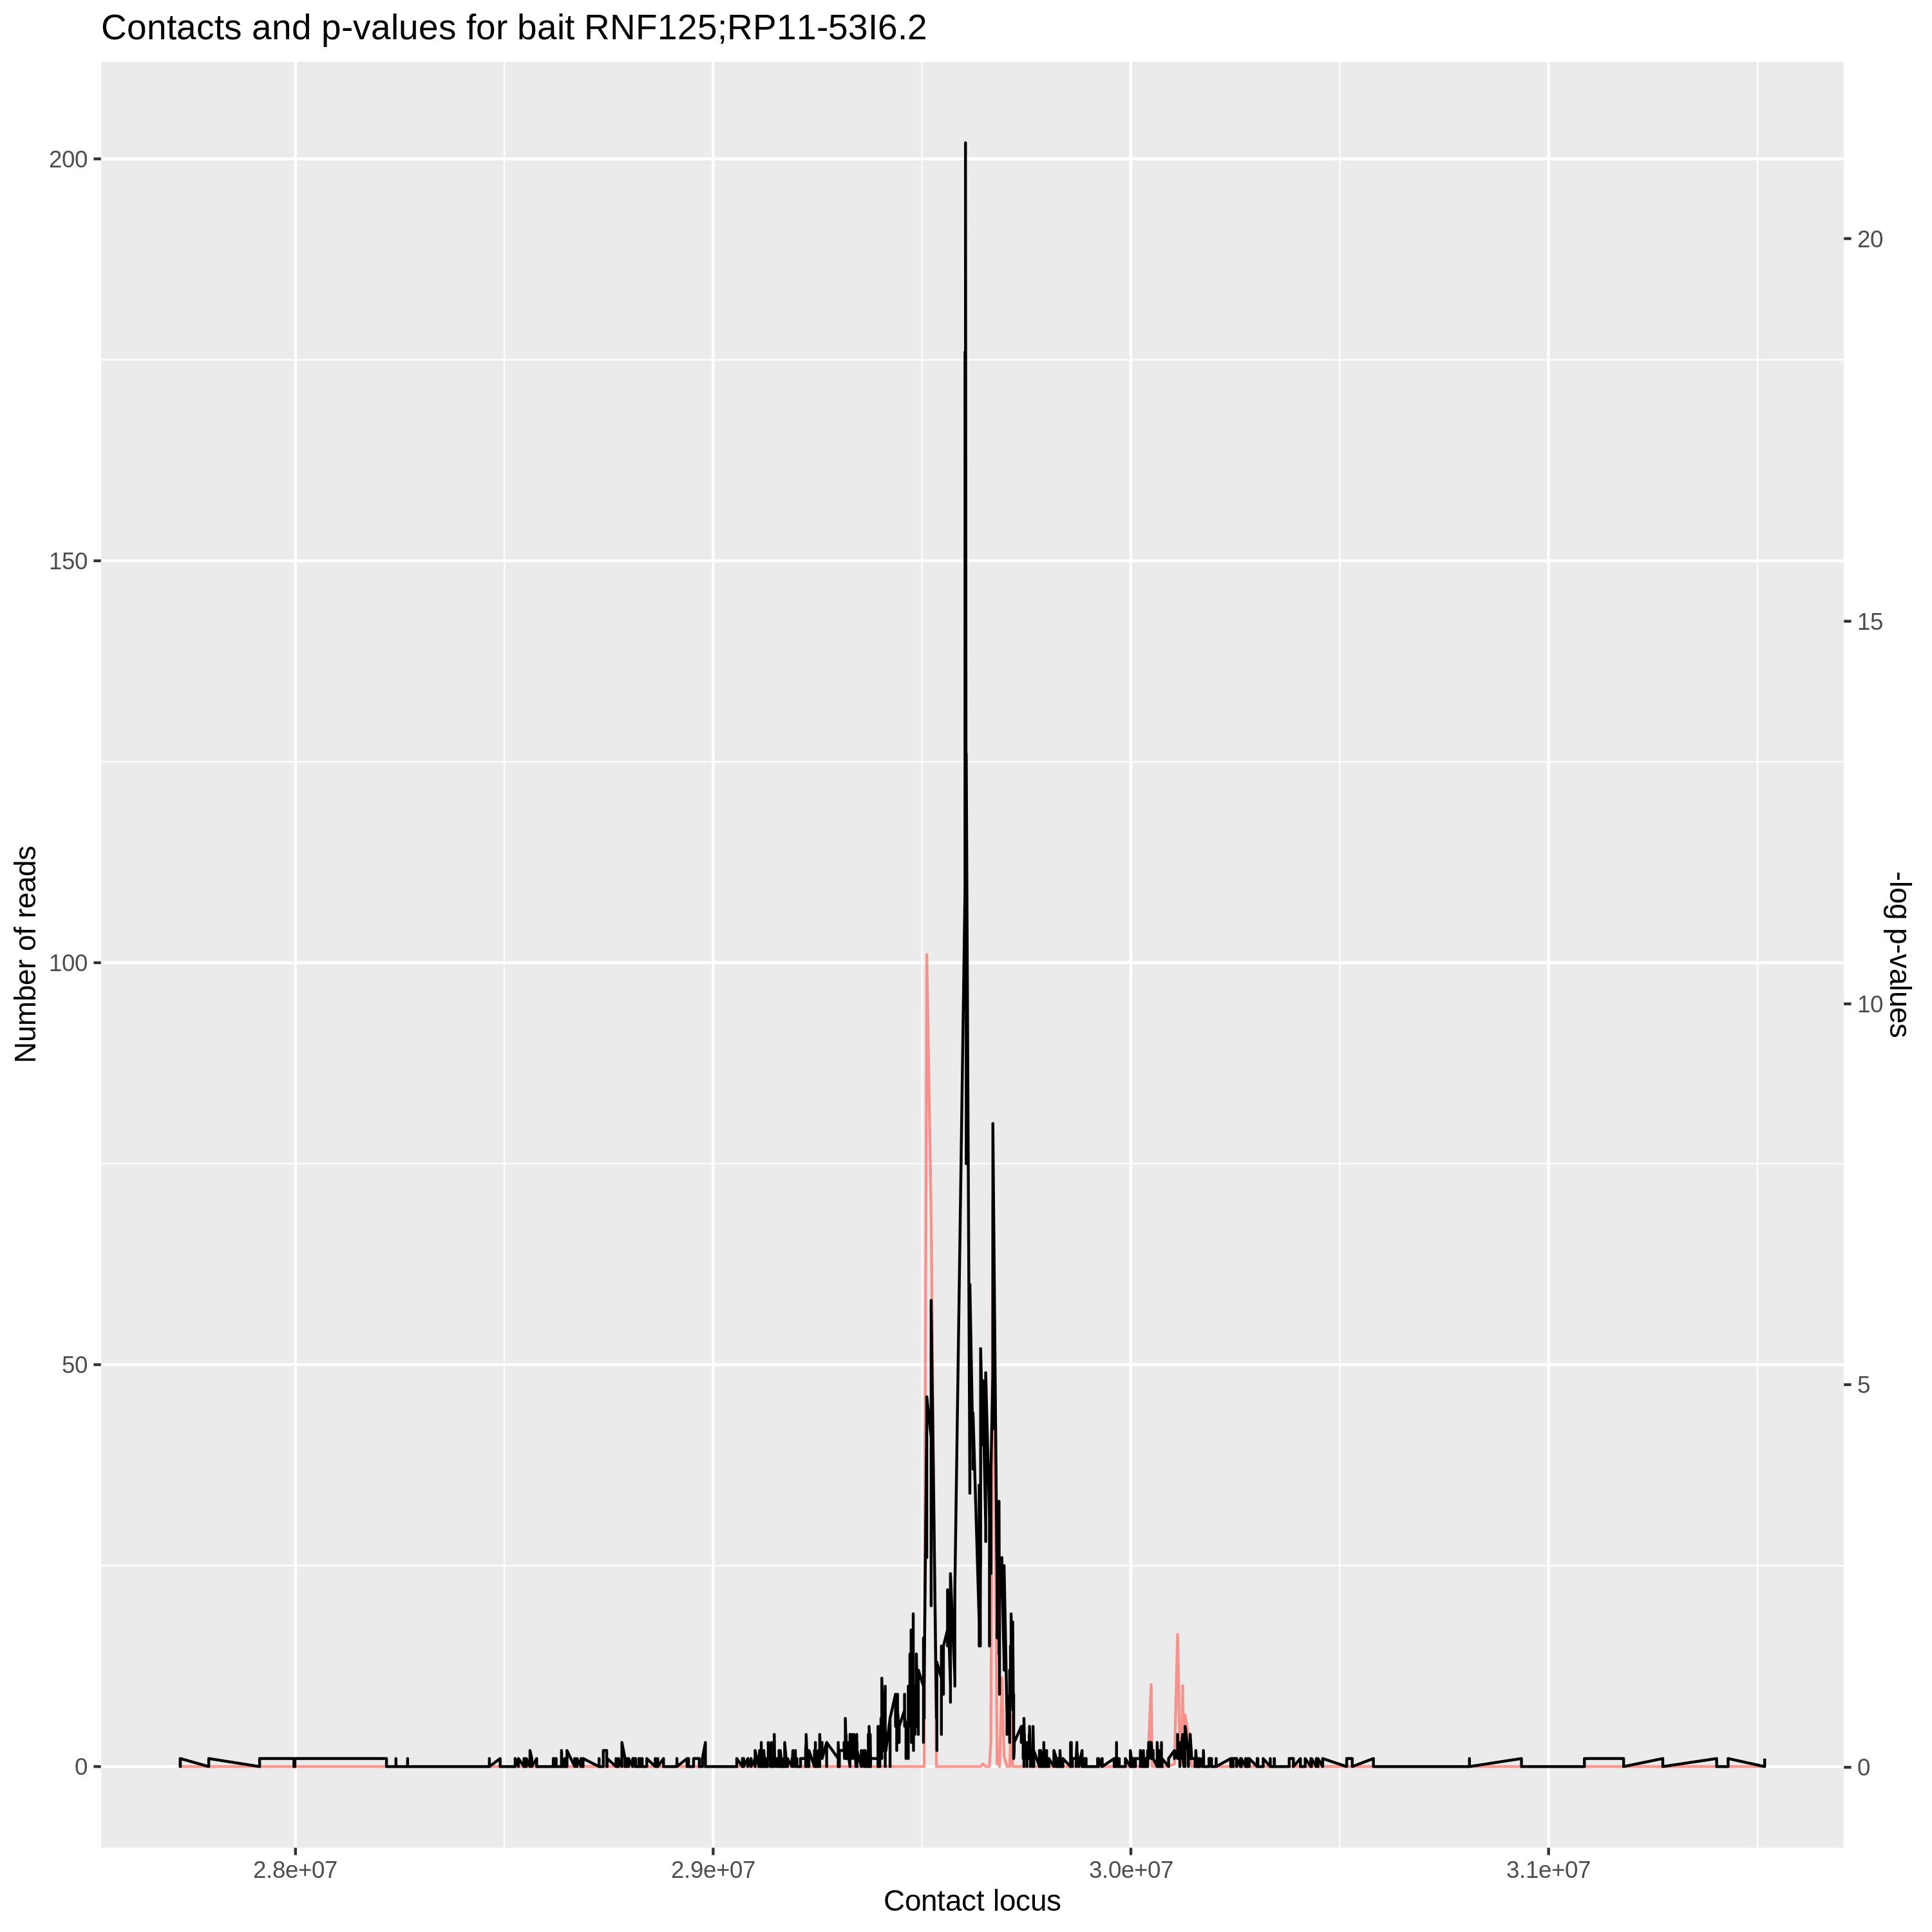 Contacts and p-values for bait RNF125;RP11-53I6.2
200
150
100
50
0
20
15
10
5
0
Number of reads
-log p-values
2.8e+07
2.9e+07
3.0e+07
3.1e+07
Contact locus